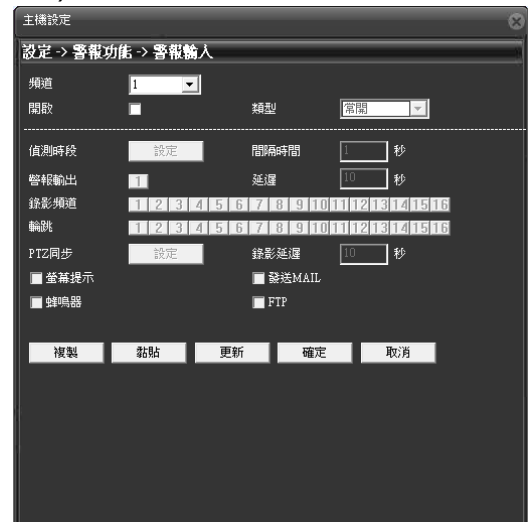 主機設定
設定 -> 警報功能 -> 警報輸入
頻道 1
開啟 類型 常開
偵測時段 設定 間隔時間 1 秒
警報輸出 1 延遲 10 秒
錄影頻道 1 2 3 4 5 6 7 8 9 10 11 12 13 14 15 16
輪跳 1 2 3 4 5 6 7 8 9 10 11 12 13 14 15 16
PTZ同步 設定 錄影延遲 10 秒
螢幕提示 發送MAIL
蜂鳴器 FTP
複製 黏貼 更新 確定 取消